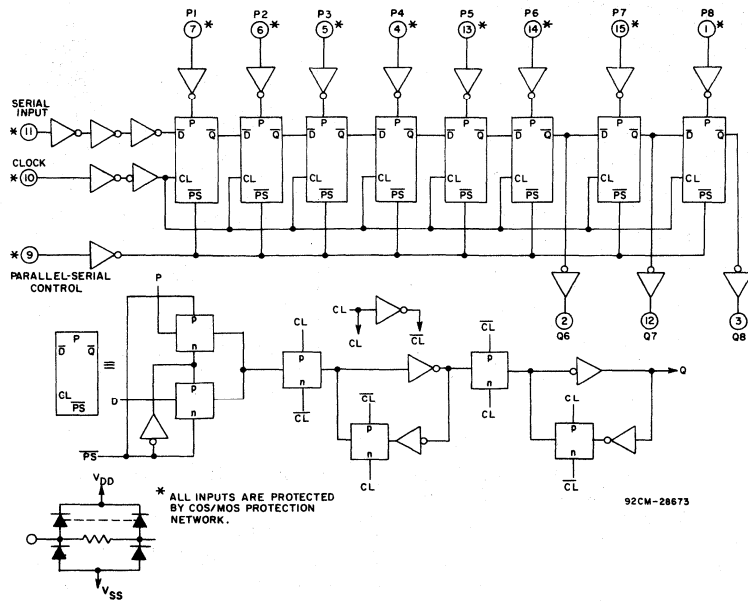 P1 P2 P3 P4 P5 P6 P7 P8
7 * 6 * 5 * 4 * 13 * 14 * 15 * 1 *
SERIAL
INPUT
* 11
P P P P P P P P
D̅ Q̅ D̅ Q̅ D̅ Q̅ D̅ Q̅ D̅ Q̅ D̅ Q̅ D̅ Q̅ D̅ Q̅
CLOCK
* 10
CL CL CL CL CL CL CL CL
P̅S̅ P̅S̅ P̅S̅ P̅S̅ P̅S̅ P̅S̅ P̅S̅ P̅S̅
* 9
PARALLEL-SERIAL
CONTROL
2 12 3
Q6 Q7 Q8
P
D̅ Q̅
CL
P̅S̅
≡
P
p
n
D
p
n
P̅S̅
CL
p
n
C̅L̅
CL
CL C̅L̅
C̅L̅
p
n
CL
C̅L̅
p
n
CL
CL
p
n
C̅L̅
Q
VDD
VSS
* ALL INPUTS ARE PROTECTED
BY COS/MOS PROTECTION
NETWORK.
92CM-28673